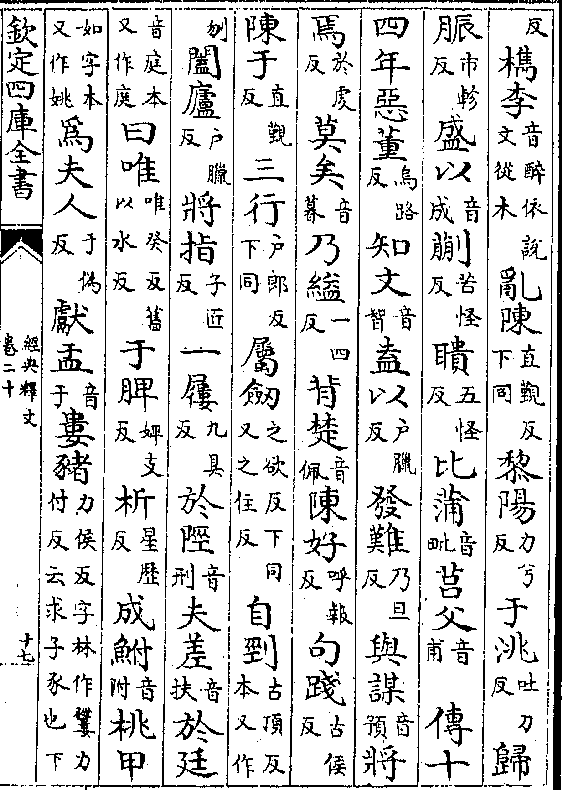 反檇李音醉依說文從木亂陳直覲反下同黎陽力兮反于洮吐刀反歸
脤市軫反盛以音成蒯苦怪反聵五怪反比蒲音毗莒父音甫傳十
四年惡董烏路反知文音智盍以戶臘反發難乃旦反與謀音預將
焉於虔反莫矣音暮乃縊一四反背楚音佩陳好呼報反句踐古侯反
陳于直覲反三行戶郎反下同屬劒之欲反下同又之住反自剄古頂反本又作
刎闔廬戶臘反將指子匠反一屨九具反於陘音刑夫差音扶於廷
音庭本又作庭曰唯唯癸反舊以水反于脾婢支反析星歷反成鮒音附桃甲
如字本又作姚爲夫人于偽反獻盂音于婁豬力侯反字林作力付反云求子豕也下
欽定四庫全書
經典釋文
卷二十
十七